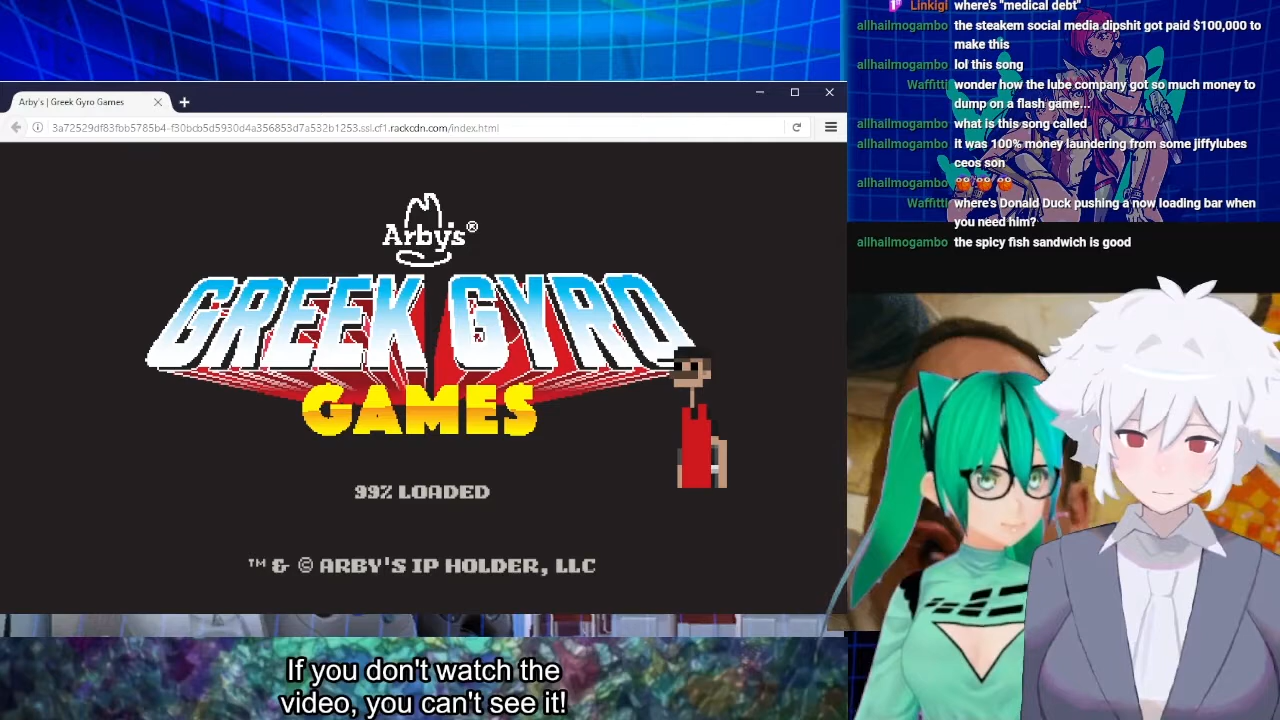 Arby's | Greek Gyro Games
3a72529df83fbb5785b4-f30bcb5d5930d4a356853d7a532b1253.ssl.cf1.rackcdn.com/index.html
Arby's®
GREEK GYRO
GAMES
99% LOADED
™ & © ARBY'S IP HOLDER, LLC
If you don't watch the
video, you can't see it!
Linkigi where's "medical debt"
allhailmogambo the steakem social media dipshit got paid $100,000 to
make this
allhailmogambo lol this song
Waffitti wonder how the lube company got so much money to
dump on a flash game...
allhailmogambo what is this song called
allhailmogambo it was 100% money laundering from some jiffylubes
ceos son
allhailmogambo
Waffitti where's Donald Duck pushing a now loading bar when
you need him?
allhailmogambo the spicy fish sandwich is good